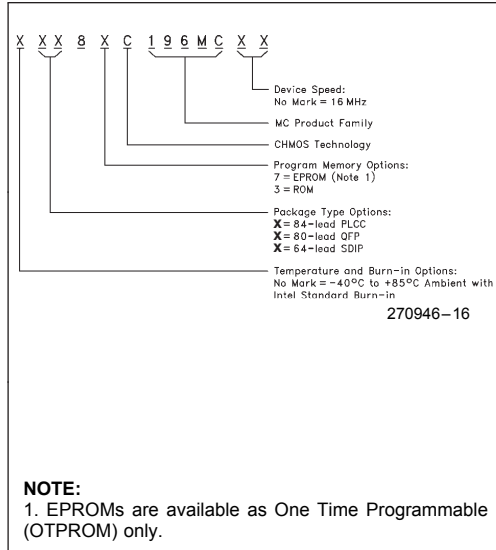 X X X 8 X C 1 9 6 M C X X
Device Speed:
No Mark = 16 MHz
MC Product Family
CHMOS Technology
Program Memory Options:
7 = EPROM (Note 1)
3 = ROM
Package Type Options:
X = 84-lead PLCC
X = 80-lead QFP
X = 64-lead SDIP
Temperature and Burn-in Options:
No Mark = -40°C to +85°C Ambient with
Intel Standard Burn-in
270946-16
NOTE:
1. EPROMs are available as One Time Programmable
(OTPROM) only.